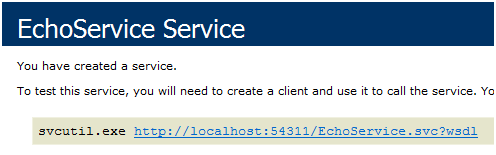 EchoService Service
You have created a service.
To test this service, you will need to create a client and use it to call the service.
svcutil.exe http://localhost:54311/EchoService.svc?wsdl